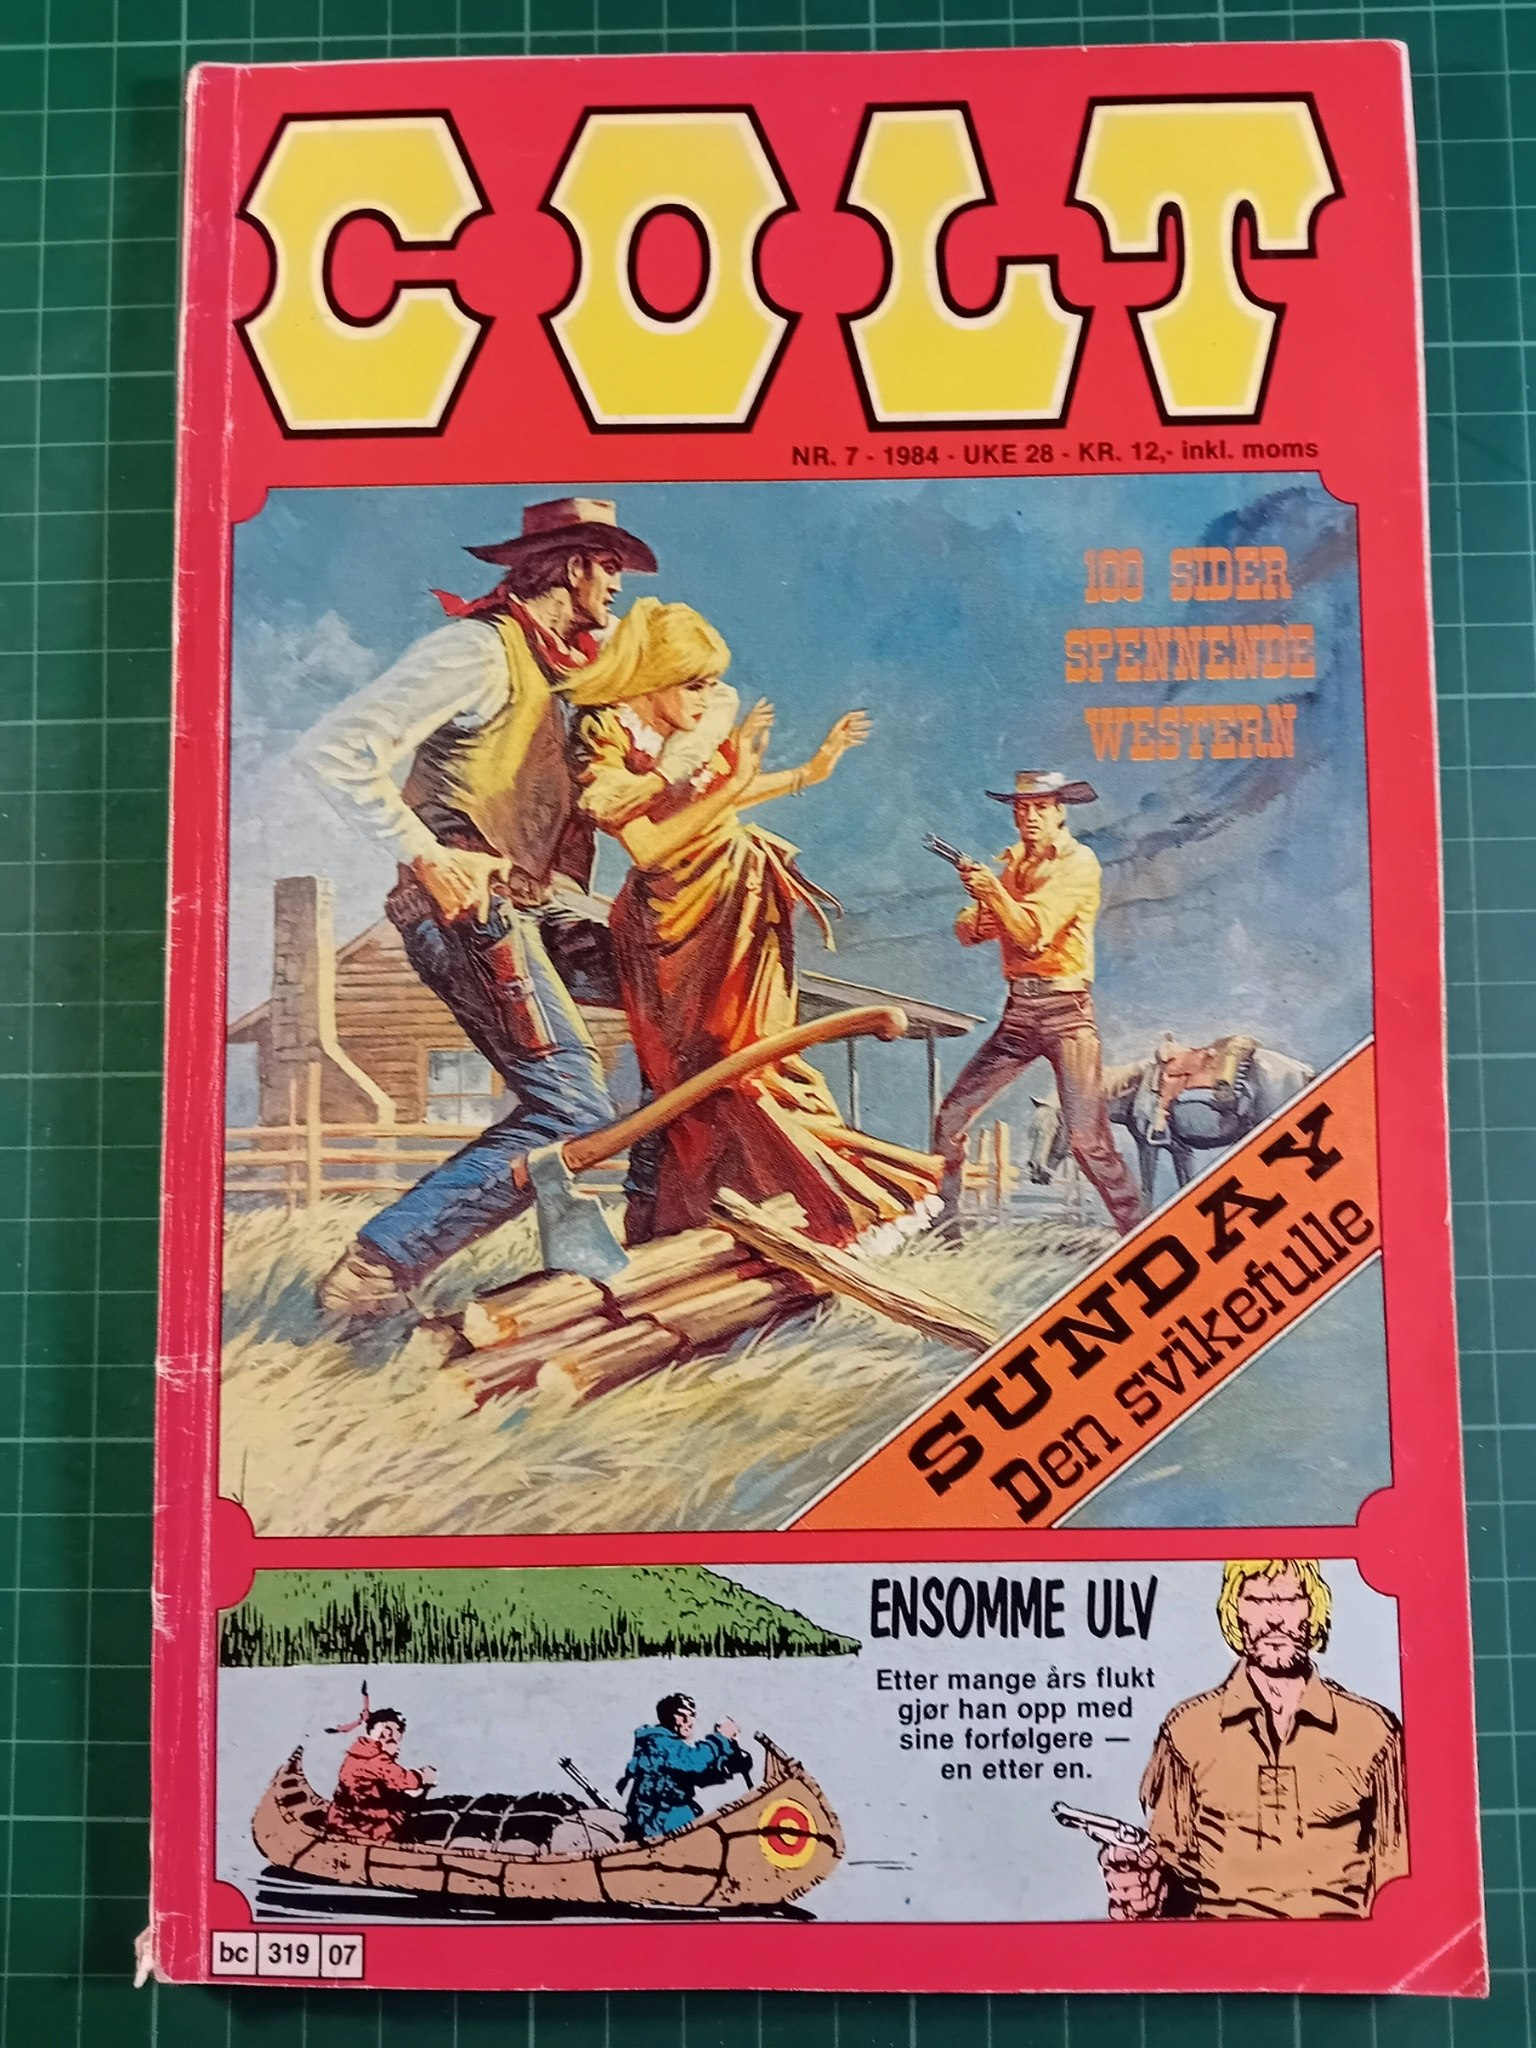 COLT
NR. 7 - 1984 - UKE 28 - KR. 12,- inkl. moms
100 SIDER
SPENNENDE
WESTERN
SUNDAY
Den svikefulle
ENSOMME ULV
Etter mange års flukt
gjør han opp med
sine forfølgere —
en etter en.
bc 319 07